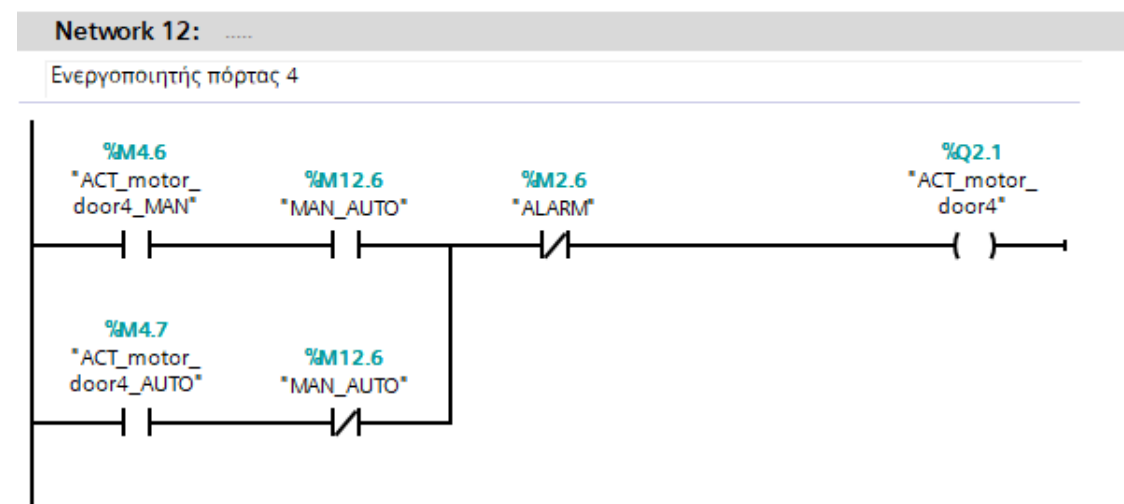 Network 12: .....
Ενεργοποιητής πόρτας 4
%M4.6
"ACT_motor_
door4_MAN"
%M12.6
"MAN_AUTO"
%M2.6
"ALARM"
%Q2.1
"ACT_motor_
door4"
%M4.7
"ACT_motor_
door4_AUTO"
%M12.6
"MAN_AUTO"